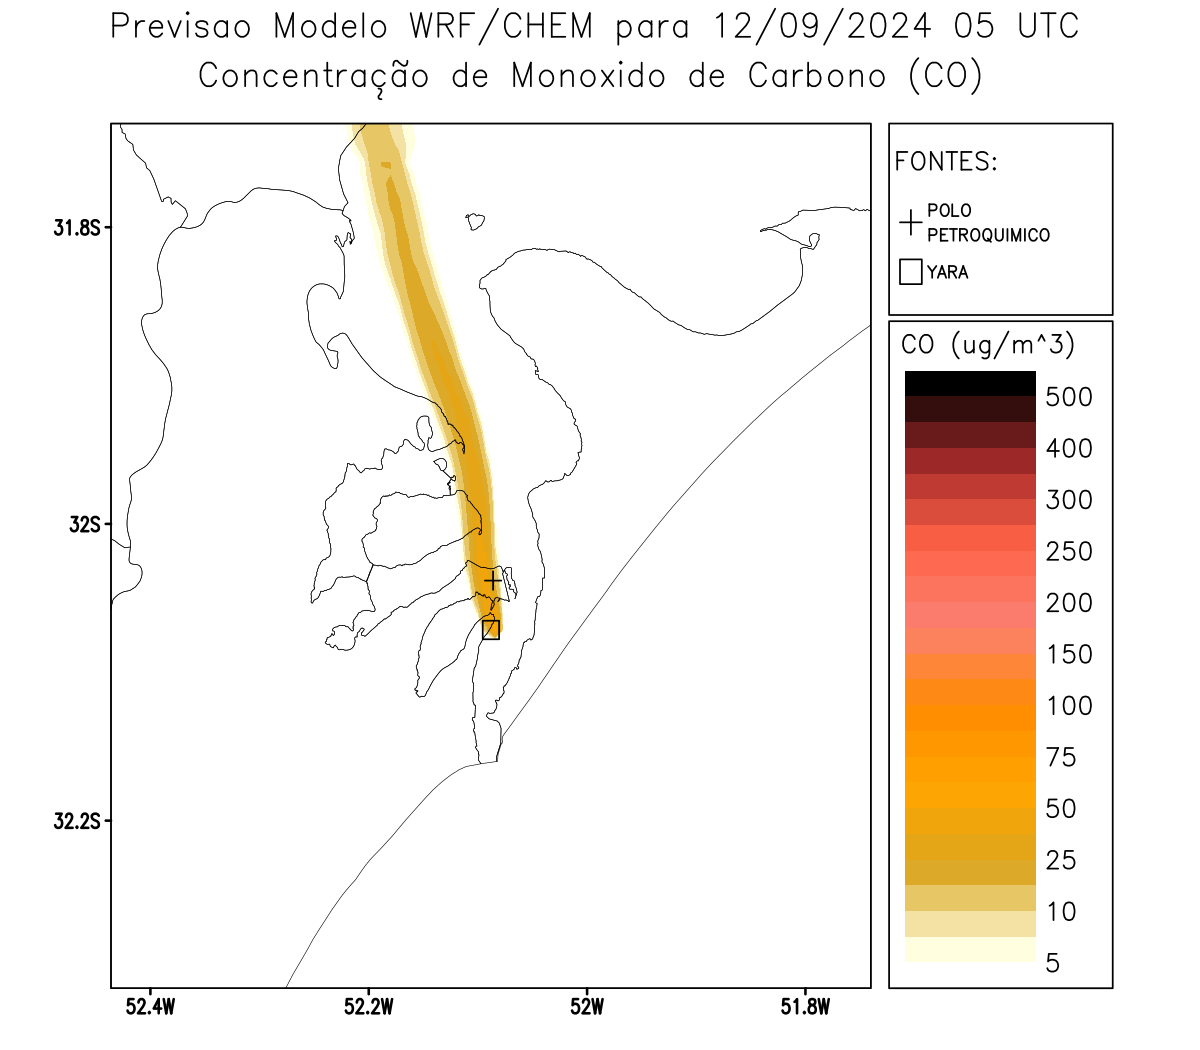 Previsao Modelo WRF/CHEM para 12/09/2024 05 UTC
Concentração de Monoxido de Carbono (CO)
FONTES:
POLO
PETROQUIMICO
YARA
CO (ug/m^3)
500
400
300
250
200
150
100
75
50
25
10
5
31.8S
32S
32.2S
52.4W
52.2W
52W
51.8W